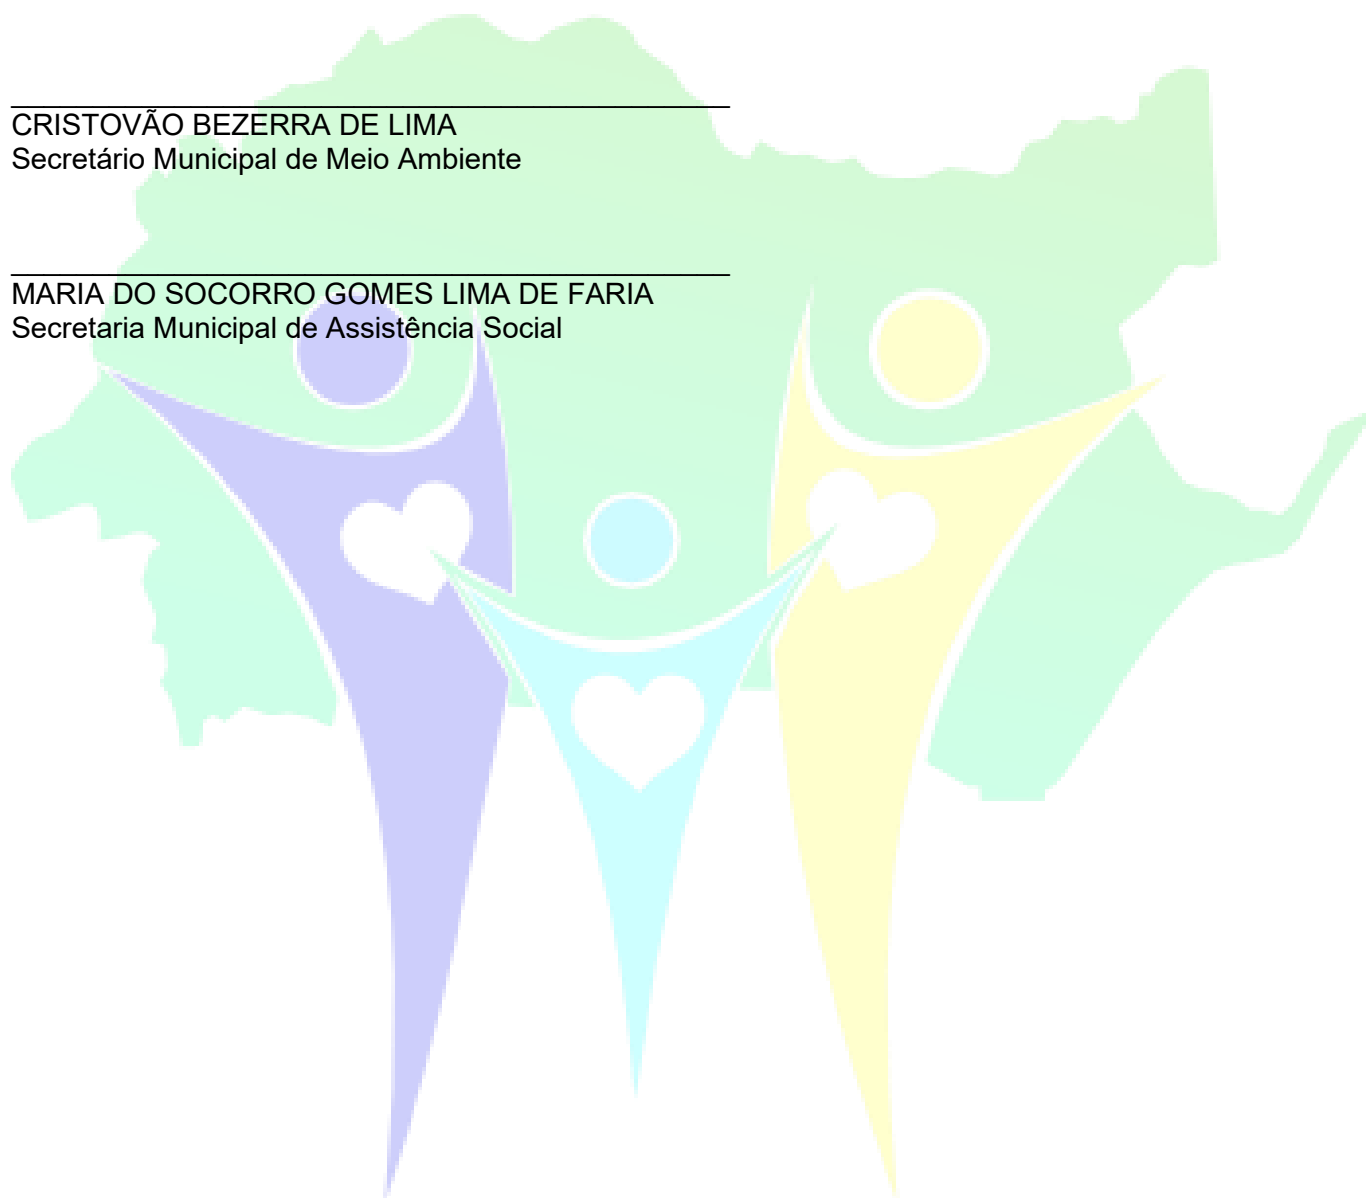 CRISTOVÃO BEZERRA DE LIMA
Secretário Municipal de Meio Ambiente
MARIA DO SOCORRO GOMES LIMA DE FARIA
Secretaria Municipal de Assistência Social